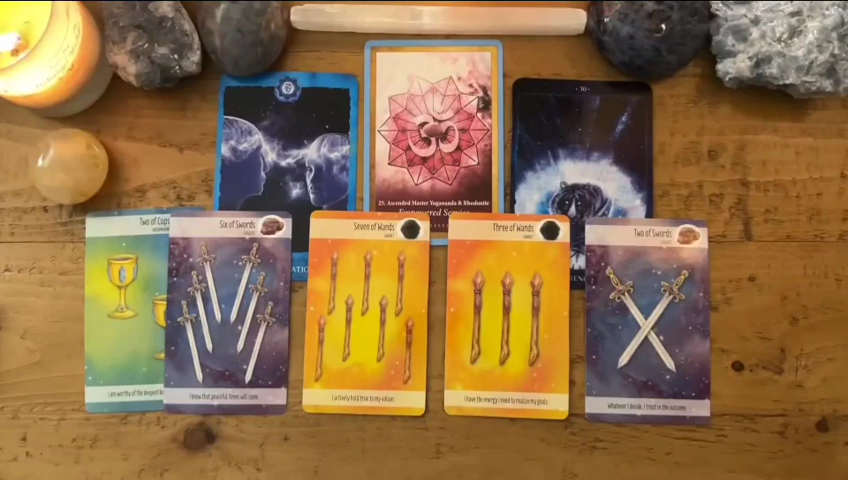 · 30 ·
25. Ascended Master Yogananda & Rhodonite
Empowered Service
Two of Cups
Six of Swords
Seven of Wands
Three of Wands
Two of Swords
I am worthy of the deepest
I know that peaceful times will come
I actively hold true to my values
I have the energy I need to realize my goals
Whatever I decide, I trust in the outcome